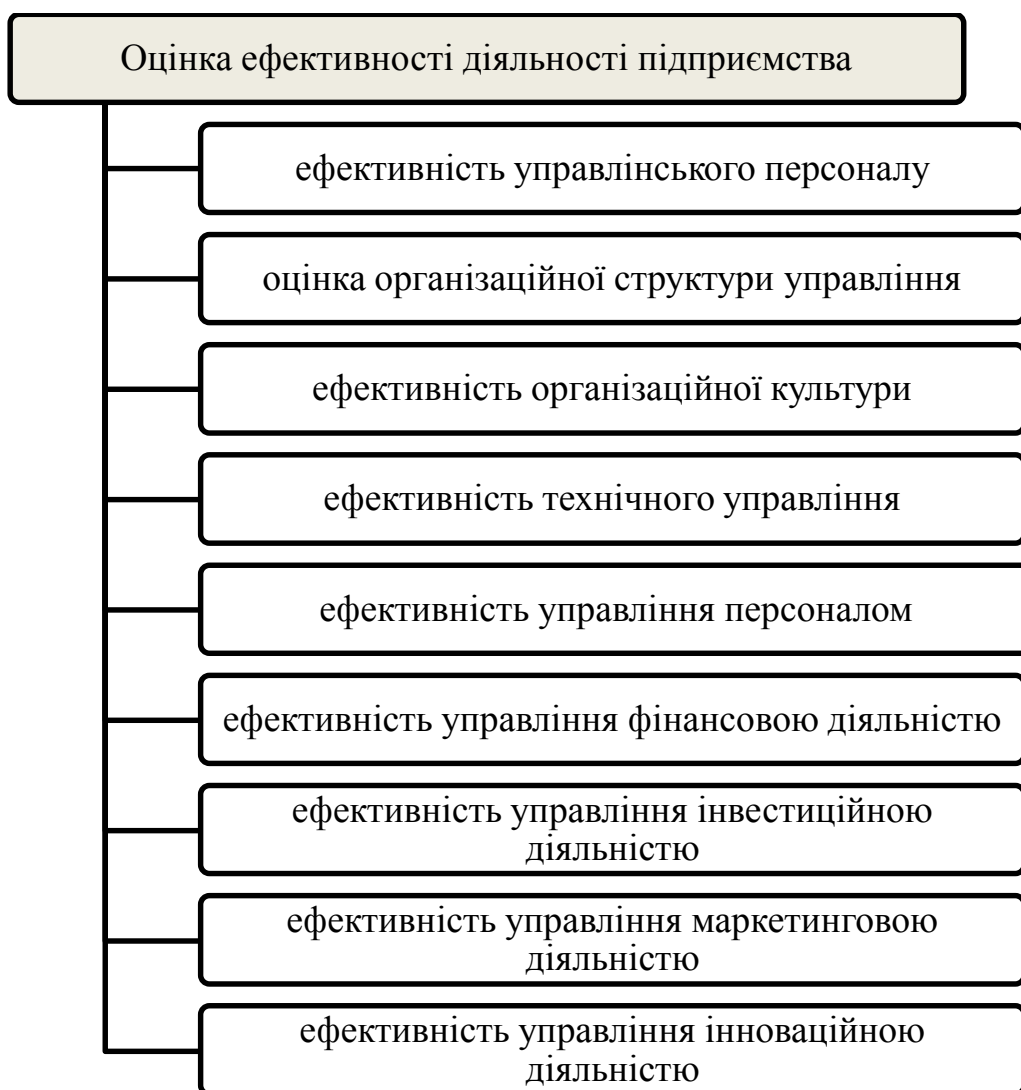 Оцінка ефективності діяльності підприємства
ефективність управлінського персоналу
оцінка організаційної структури управління
ефективність організаційної культури
ефективність технічного управління
ефективність управління персоналом
ефективність управління фінансовою діяльністю
ефективність управління інвестиційною
діяльністю
ефективність управління маркетинговою
діяльністю
ефективність управління інноваційною
діяльністю